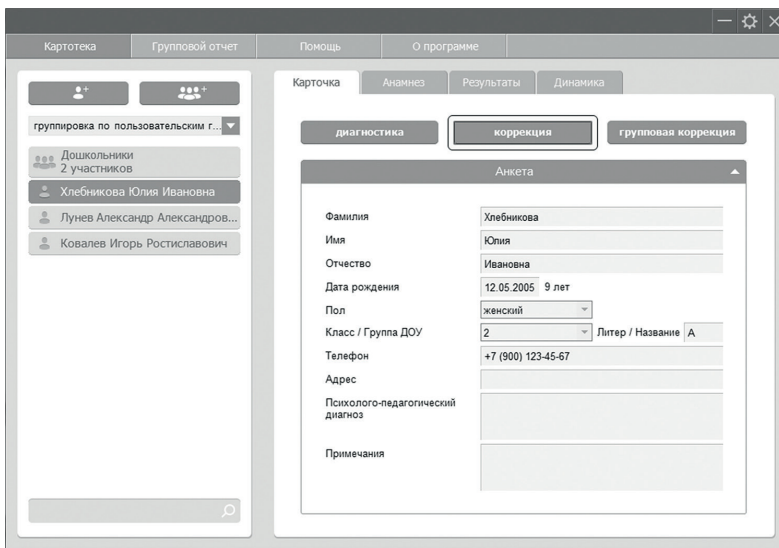 Картотека
Групповой отчет
Помощь
О программе
группировка по пользовательским г...
Дошкольники
2 участников
Хлебникова Юлия Ивановна
Лунев Александр Александров...
Ковалев Игорь Ростиславович
Карточка
Анамнез
Результаты
Динамика
диагностика
коррекция
групповая коррекция
Анкета
Фамилия Хлебникова
Имя Юлия
Отчество Ивановна
Дата рождения 12.05.2005 9 лет
Пол женский
Класс / Группа ДОУ 2 Литер / Название А
Телефон +7 (900) 123-45-67
Адрес
Психолого-педагогический
диагноз
Примечания